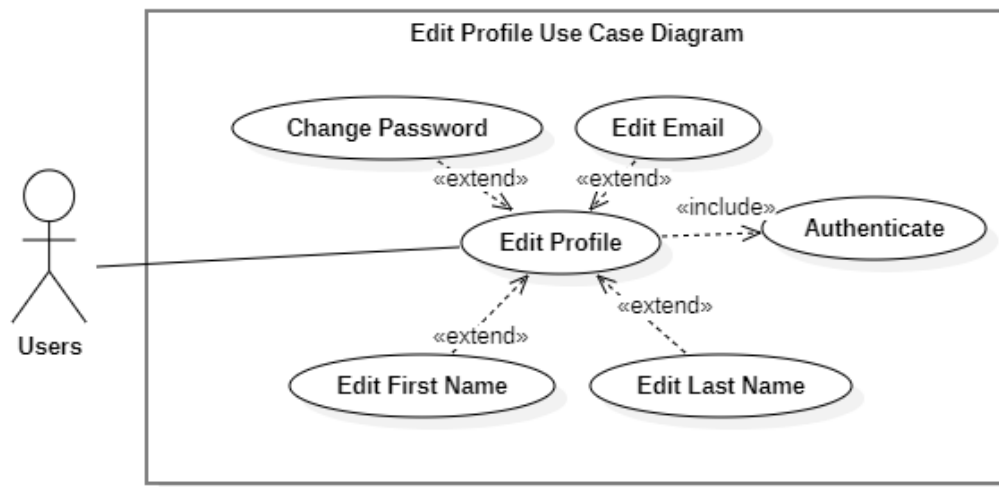 Edit Profile Use Case Diagram
Change Password
Edit Email
«extend»
«extend»
«include»
Authenticate
Edit Profile
«extend»
«extend»
Users
Edit First Name
Edit Last Name